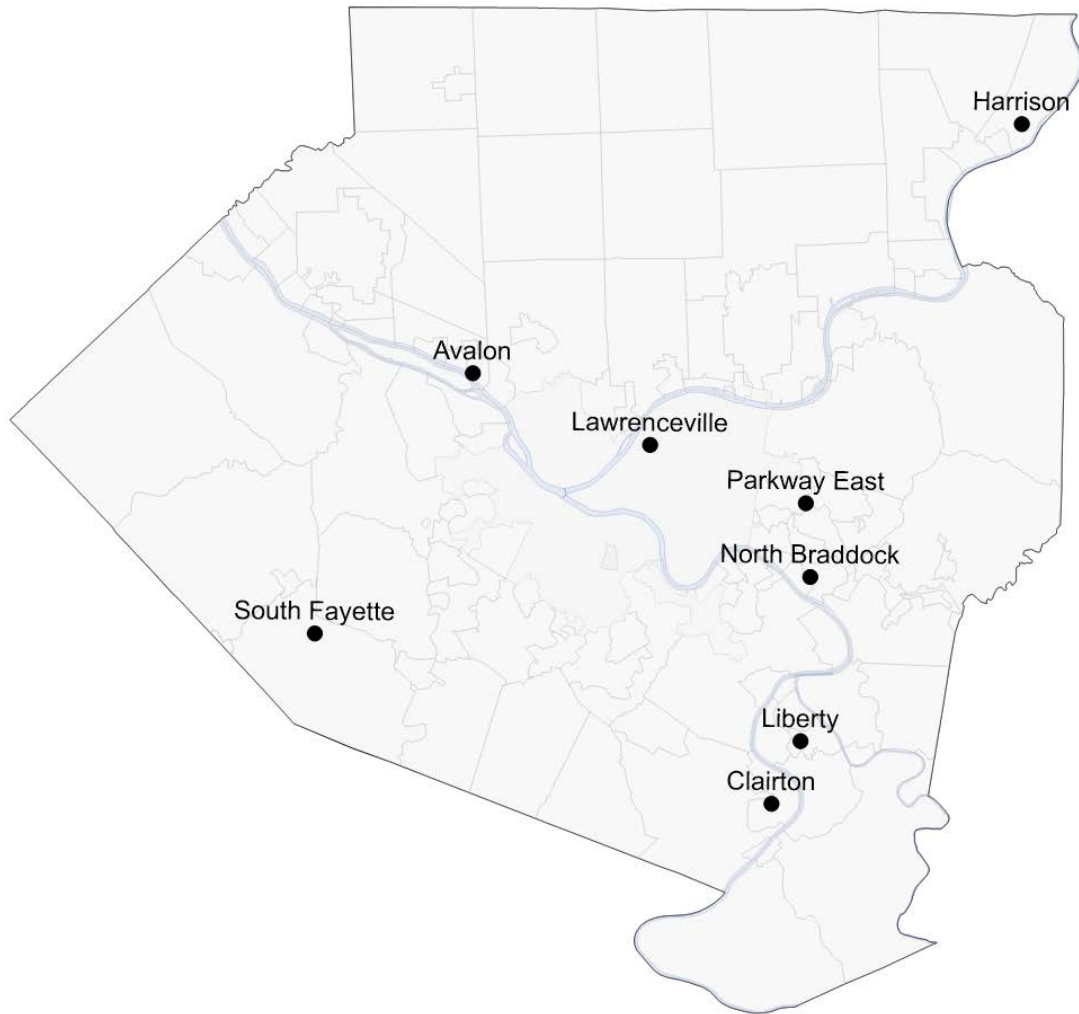 Harrison
Avalon
Lawrenceville
Parkway East
North Braddock
South Fayette
Liberty
Clairton